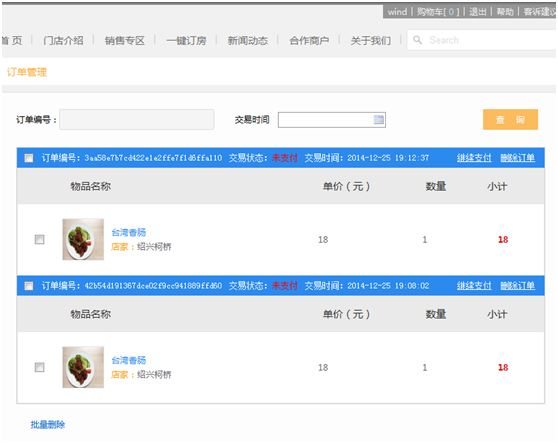 wind | 购物车[ 0 ] | 退出 | 帮助 | 客诉建议
首 页 | 门店介绍 | 销售专区 | 一键订房 | 新闻动态 | 合作商户 | 关于我们 | Search
订单管理
订单编号： 交易时间 查 询
订单编号：3aa58e7b7cd422e1e2ffe7f1d6ffa110 交易状态：未支付 交易时间：2014-12-25 19:12:37 继续支付 删除订单
物品名称 单价（元） 数量 小计
台湾香肠
店家：绍兴柯桥 18 1 18
订单编号：42b54d191367dce02f9cc941889ffd60 交易状态：未支付 交易时间：2014-12-25 19:08:02 继续支付 删除订单
物品名称 单价（元） 数量 小计
台湾香肠
店家：绍兴柯桥 18 1 18
批量删除